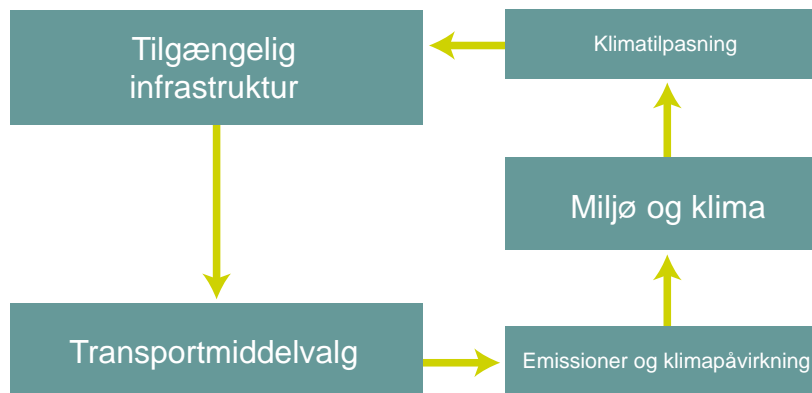 Tilgængelig
infrastruktur
Klimatilpasning
Miljø og klima
Transportmiddelvalg
Emissioner og klimapåvirkning